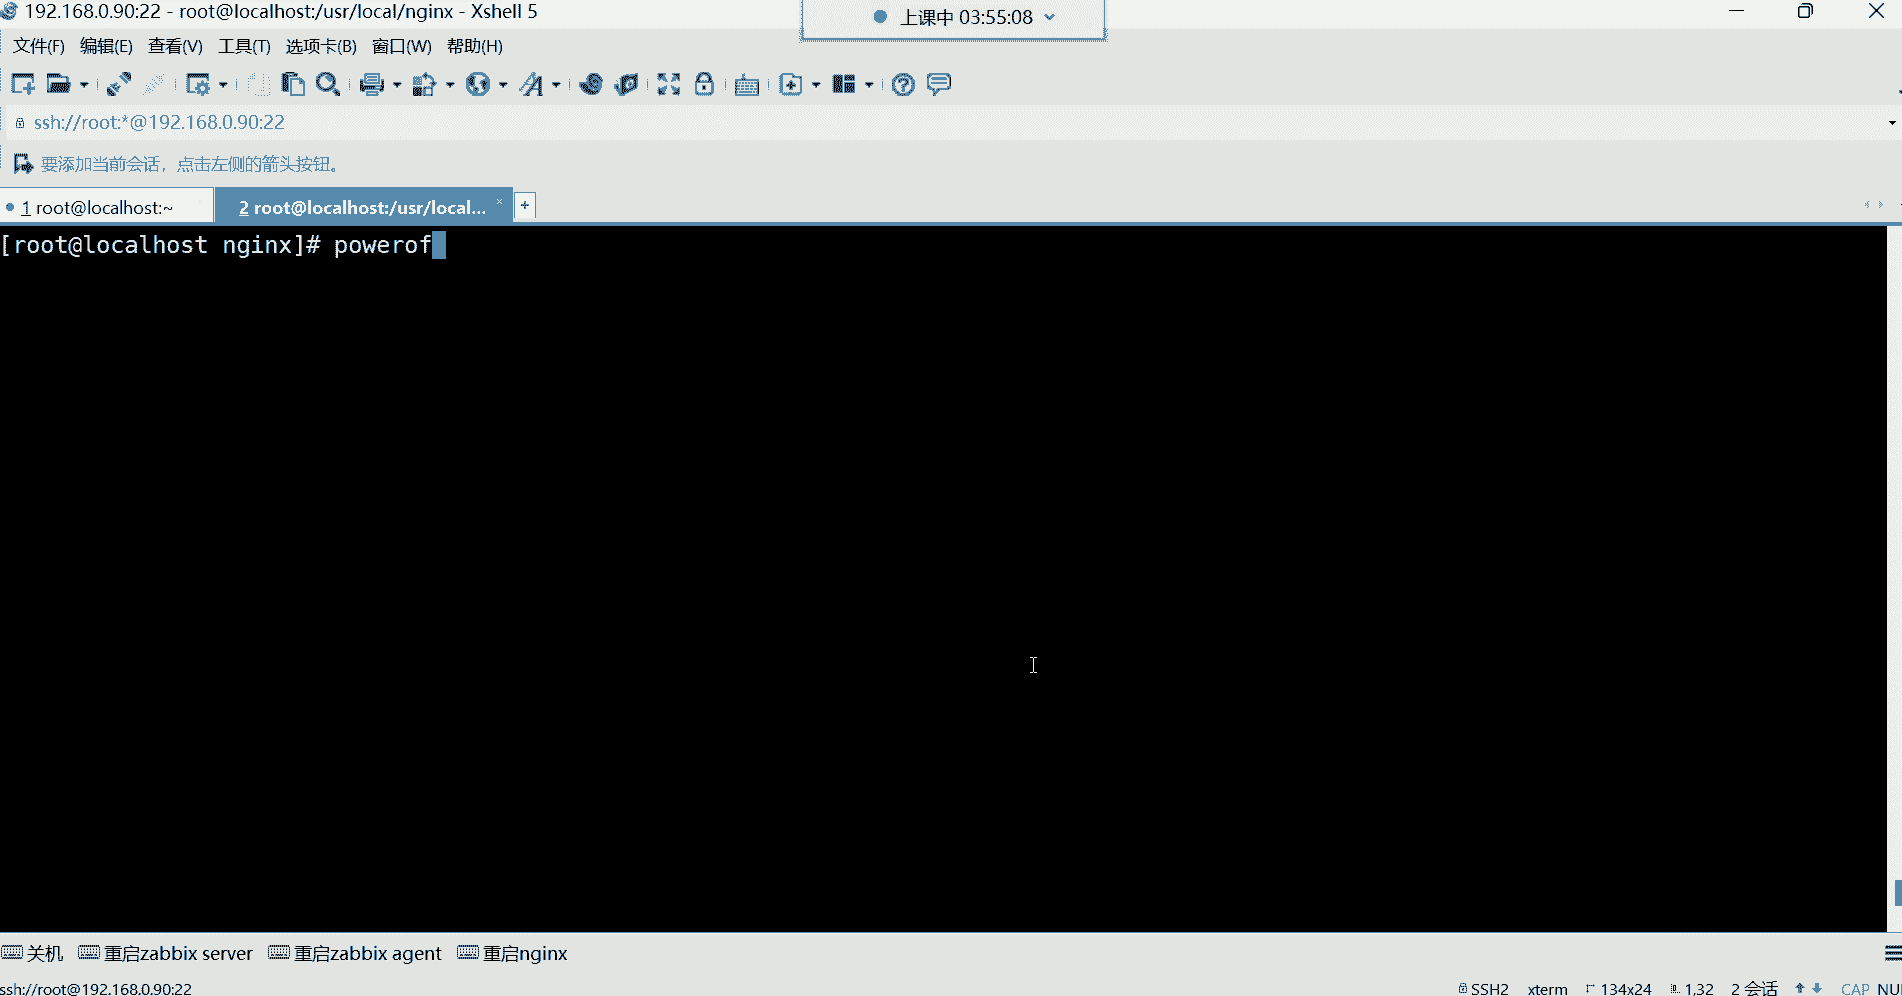 192.168.0.90:22 - root@localhost:/usr/local/nginx - Xshell 5
上课中 03:55:08
文件(F) 编辑(E) 查看(V) 工具(T) 选项卡(B) 窗口(W) 帮助(H)
ssh://root:*@192.168.0.90:22
要添加当前会话，点击左侧的箭头按钮。
1 root@localhost:~ 2 root@localhost:/usr/local... × +
[root@localhost nginx]# powerof
关机 重启zabbix server 重启zabbix agent 重启nginx
ssh://root@192.168.0.90:22 SSH2 xterm 134x24 1,32 2 会话 CAP NU